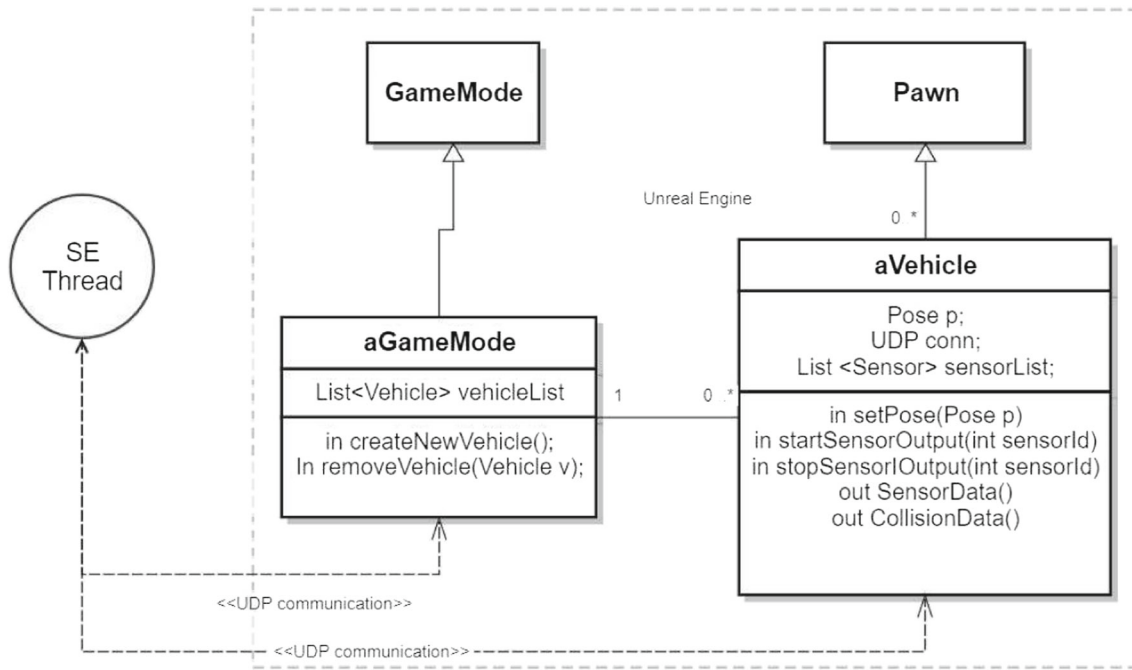 GameMode
Pawn
Unreal Engine
0..*
SE
Thread
aVehicle
Pose p;
UDP conn;
List <Sensor> sensorList;
aGameMode
List<Vehicle> vehicleList
1
0..*
in createNewVehicle();
In removeVehicle(Vehicle v);
in setPose(Pose p)
in startSensorOutput(int sensorId)
in stopSensorIOutput(int sensorId)
out SensorData()
out CollisionData()
<<UDP communication>>
<<UDP communication>>